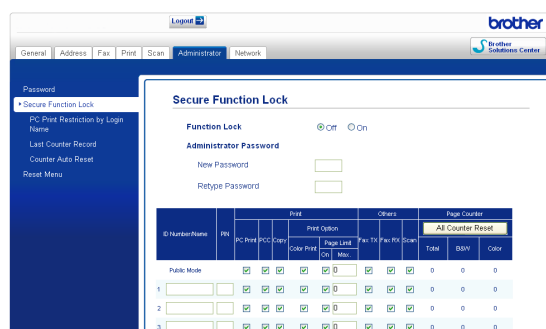 Logout
brother
General Address Fax Print Scan Administrator Network
Brother
Solutions Center
Password
Secure Function Lock
PC Print Restriction by Login
Name
Last Counter Record
Counter Auto Reset
Reset Menu
Secure Function Lock
Function Lock Off On
Administrator Password
New Password
Retype Password
Print Others Page Counter
Print Option All Counter Reset
ID Number/Name PIN PC Print PCC Copy Color Print Page Limit Fax TX Fax RX Scan Total B&W Color
On Max.
Public Mode 0 0 0 0
1 0 0 0 0
2 0 0 0 0
3 0 0 0 0